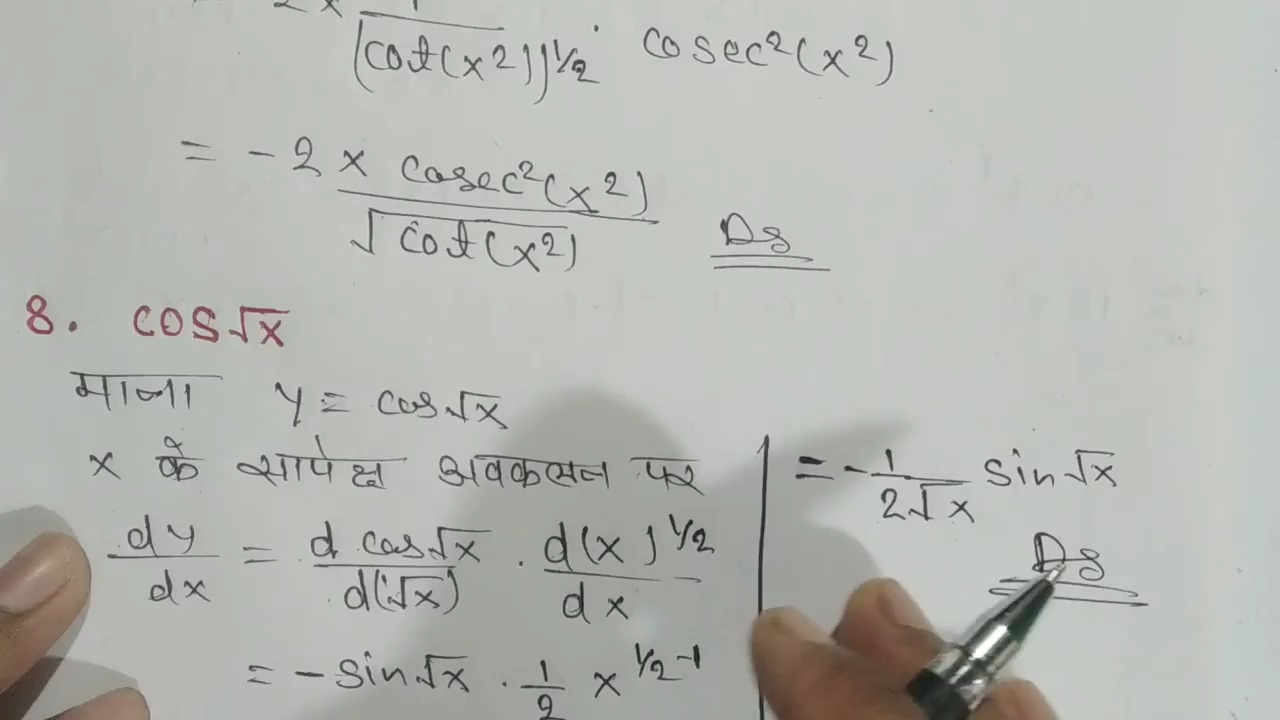 (cot(x²))^1/2 · cosec²(x²)
= -2x cosec²(x²) / √cot(x²) Ds
8. cos√x
माना y = cos√x
x के सापेक्ष अवकलन पर
dy/dx = d cos√x / d(√x) · d(x)^1/2 / dx
= -sin√x · 1/2 x^1/2-1
= -1/2√x sin√x
Ds